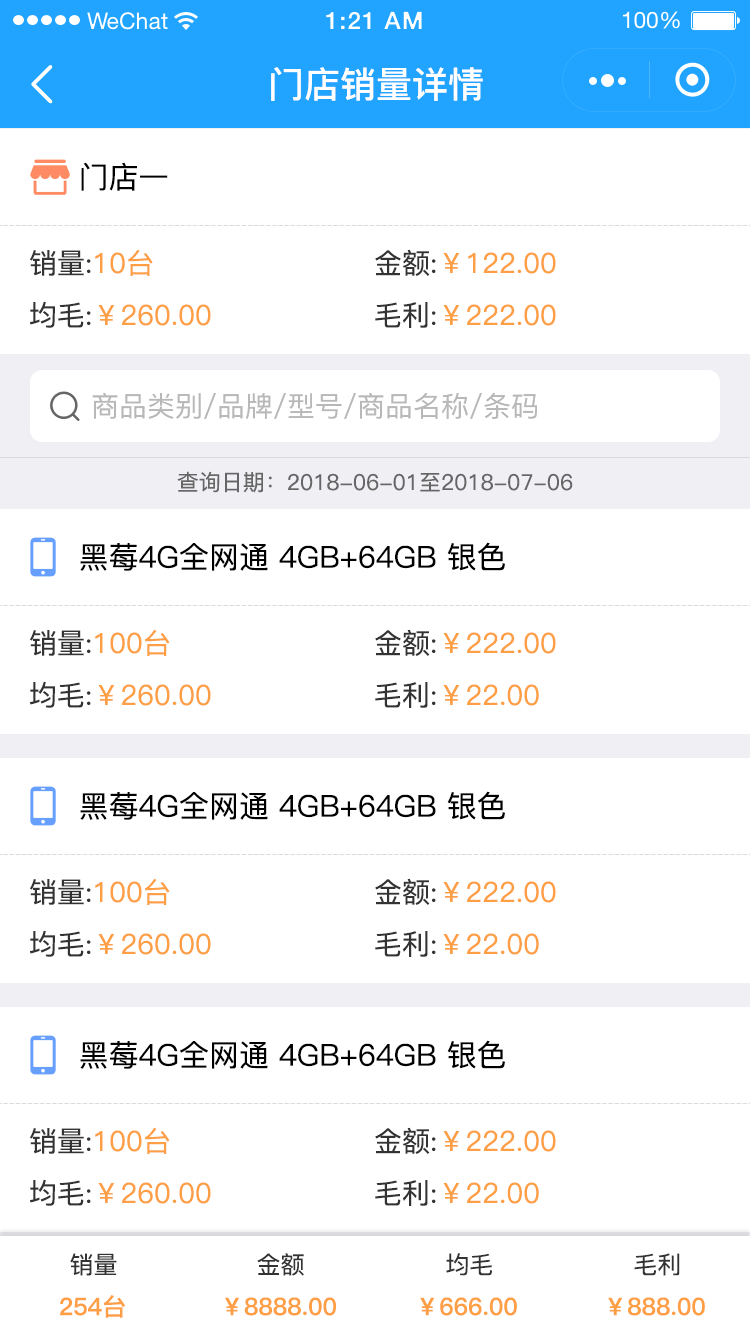 WeChat 1:21 AM 100%
门店销量详情
门店一
销量:10台 金额:¥122.00
均毛:¥260.00 毛利:¥222.00
商品类别/品牌/型号/商品名称/条码
查询日期：2018-06-01至2018-07-06
黑莓4G全网通 4GB+64GB 银色
销量:100台 金额:¥222.00
均毛:¥260.00 毛利:¥22.00
黑莓4G全网通 4GB+64GB 银色
销量:100台 金额:¥222.00
均毛:¥260.00 毛利:¥22.00
黑莓4G全网通 4GB+64GB 银色
销量:100台 金额:¥222.00
均毛:¥260.00 毛利:¥22.00
销量 金额 均毛 毛利
254台 ¥8888.00 ¥666.00 ¥888.00